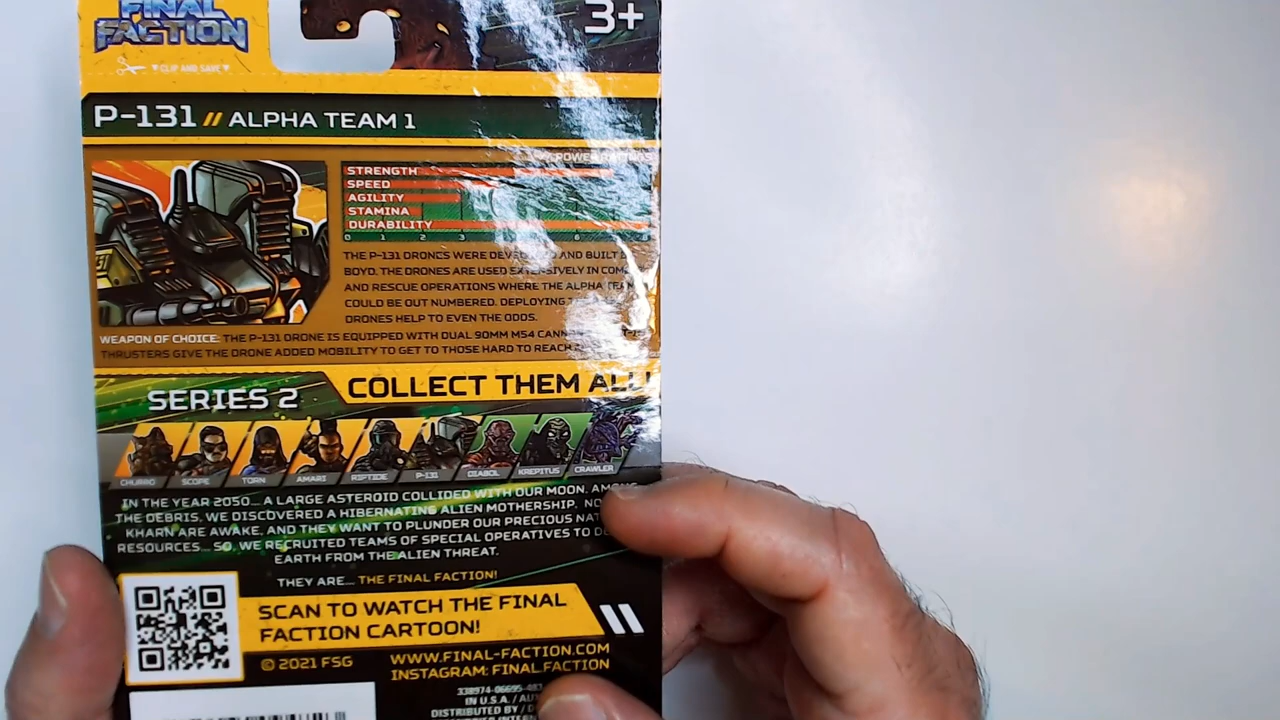 FINAL
FACTION
3+
CLIP AND SAVE
P-131 // ALPHA TEAM 1
POWER RATINGS
STRENGTH
SPEED
AGILITY
STAMINA
DURABILITY
0 1 2 3
THE P-131 DRONES WERE AND BUILT
BOYD. THE DRONES ARE USED EXTENSIVELY IN
AND RESCUE OPERATIONS WHERE THE ALPHA TEAM
COULD BE OUT NUMBERED. DEPLOYING
DRONES HELP TO EVEN THE ODDS.
WEAPON OF CHOICE: THE P-131 DRONE IS EQUIPPED WITH DUAL 90MM M54
THRUSTERS GIVE THE DRONE ADDED MOBILITY TO GET TO THOSE HARD TO REACH
COLLECT THEM ALL!
SERIES 2
CHURRO SCOPE TORN AMARI RIPTIDE P-131 DIABOL KREPITUS CRAWLER
IN THE YEAR 2050... A LARGE ASTEROID COLLIDED WITH OUR MOON. AMONG
THE DEBRIS, WE DISCOVERED A HIBERNATING ALIEN MOTHERSHIP.
KHARN ARE AWAKE, AND THEY WANT TO PLUNDER OUR PRECIOUS
RESOURCES... SO, WE RECRUITED TEAMS OF SPECIAL OPERATIVES TO
EARTH FROM THE ALIEN THREAT.
THEY ARE... THE FINAL FACTION!
SCAN TO WATCH THE FINAL
FACTION CARTOON!
© 2021 FSG
WWW.FINAL-FACTION.COM
INSTAGRAM: FINAL.FACTION
IN U.S.A. /
DISTRIBUTED BY /